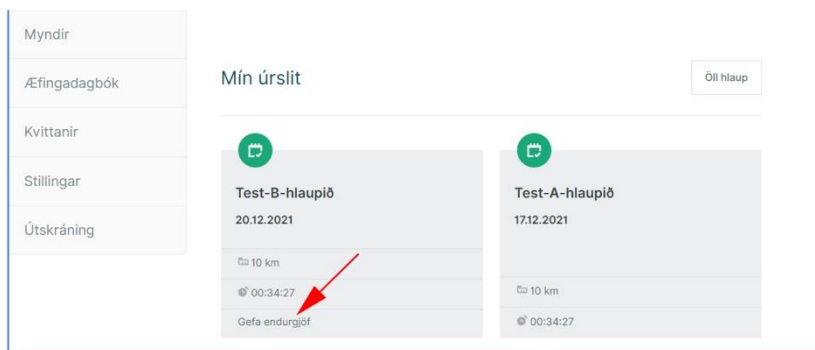 Myndir
Æfingadagbók
Kvittanir
Stillingar
Útskráning
Mín úrslit
Öll hlaup
Test-B-hlaupið
20.12.2021
10 km
00:34:27
Gefa endurgjöf
Test-A-hlaupið
17.12.2021
10 km
00:34:27